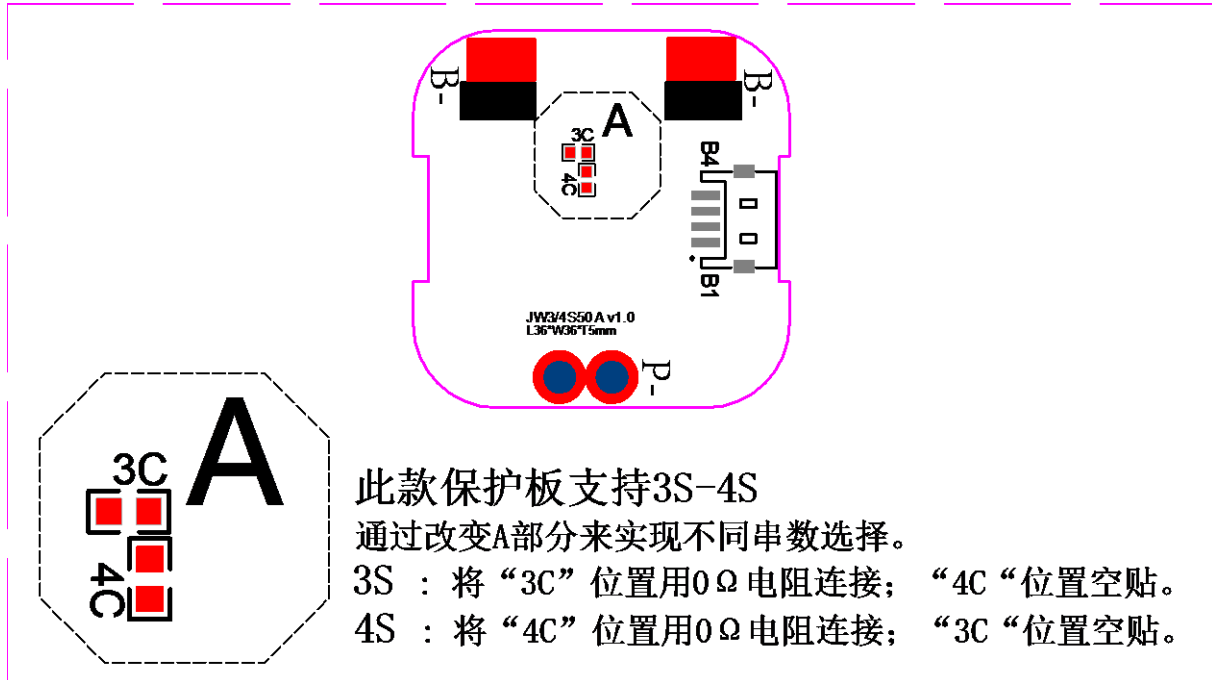 B-
B-
A
3C
4C
B4
B1
JW3/4S50A v1.0
L36*W36*T5mm
P-
A
3C
4C
此款保护板支持3S-4S
通过改变A部分来实现不同串数选择。
3S : 将“3C”位置用0Ω电阻连接; “4C“位置空贴。
4S : 将“4C”位置用0Ω电阻连接; “3C“位置空贴。